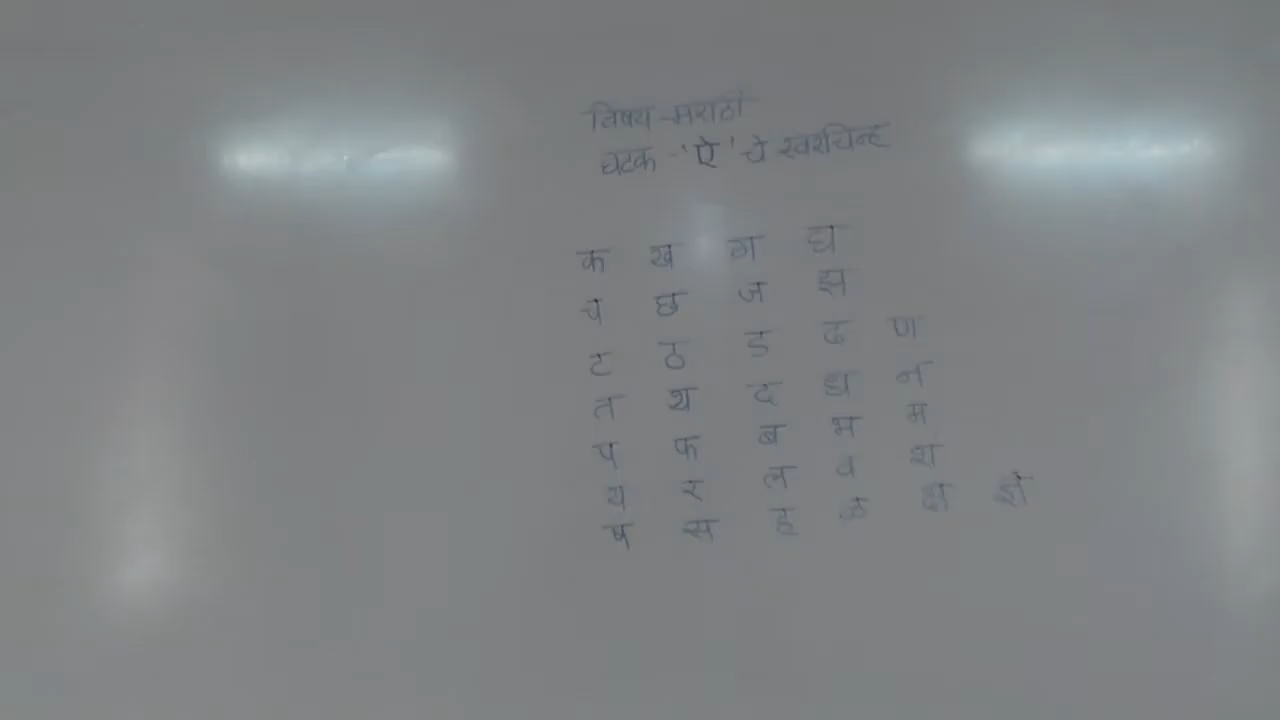 विषय - मराठी
घटक - 'ऐ' चे स्वरचिन्ह
क ख ग घ
च छ ज झ
ट ठ ड ढ ण
त थ द ध न
प फ ब भ म
य र ल व श
ष स ह ळ क्ष ज्ञ